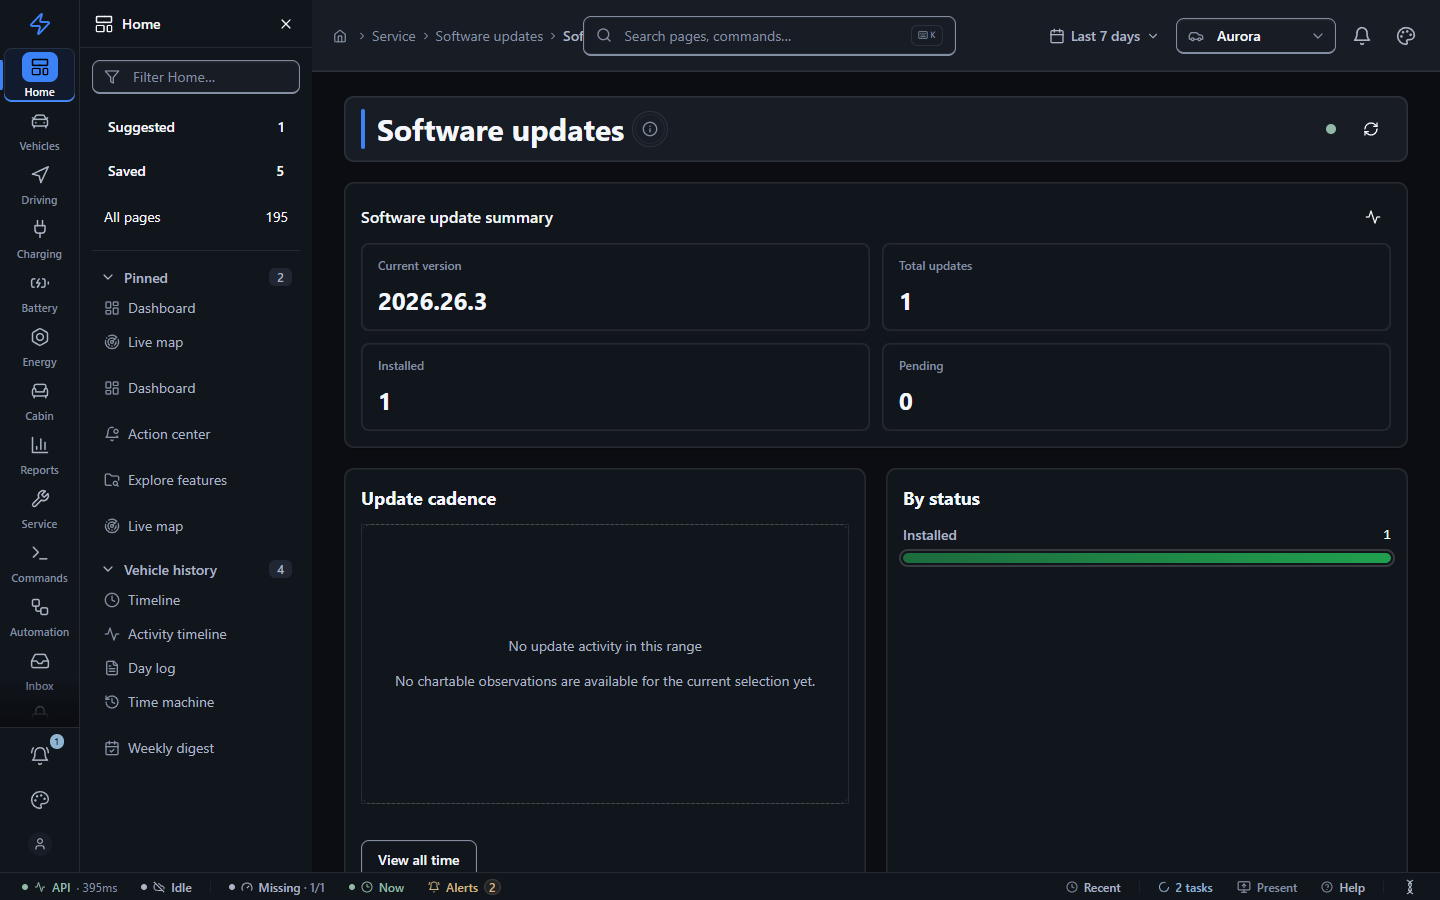 Home
Vehicles
Driving
Charging
Battery
Energy
Cabin
Reports
Service
Commands
Automation
Inbox
1
Home
Filter Home...
Suggested 1
Saved 5
All pages 195
Pinned 2
Dashboard
Live map
Dashboard
Action center
Explore features
Live map
Vehicle history 4
Timeline
Activity timeline
Day log
Time machine
Weekly digest
Service > Software updates > Sof
Search pages, commands... K
Last 7 days
Aurora
Software updates
Software update summary
Current version
2026.26.3
Total updates
1
Installed
1
Pending
0
Update cadence
No update activity in this range
No chartable observations are available for the current selection yet.
View all time
By status
Installed 1
API · 395ms Idle Missing · 1/1 Now Alerts 2 Recent 2 tasks Present Help